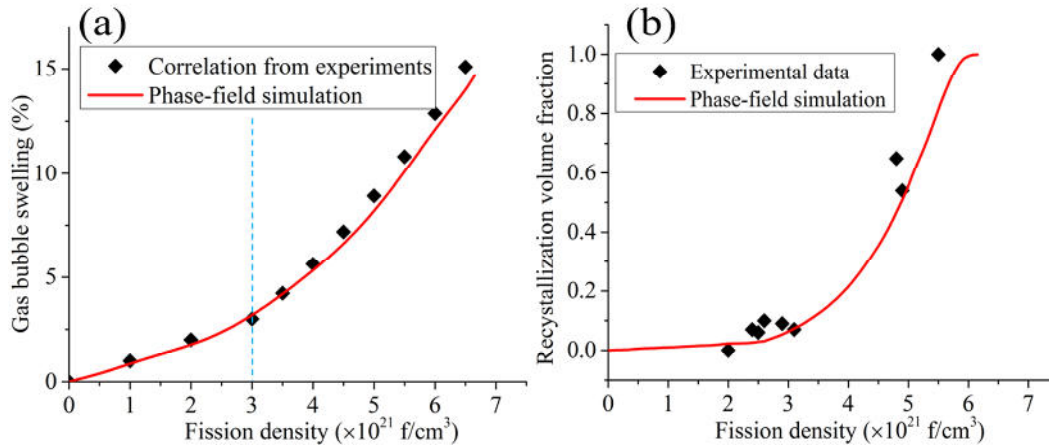 (a)
Correlation from experiments
Phase-field simulation
Gas bubble swelling (%)
15
10
5
0
0 1 2 3 4 5 6 7
Fission density (×10²¹ f/cm³)
(b)
Experimental data
Phase-field simulation
Recystallization volume fraction
1.0
0.8
0.6
0.4
0.2
0.0
0 1 2 3 4 5 6 7
Fission density (×10²¹ f/cm³)